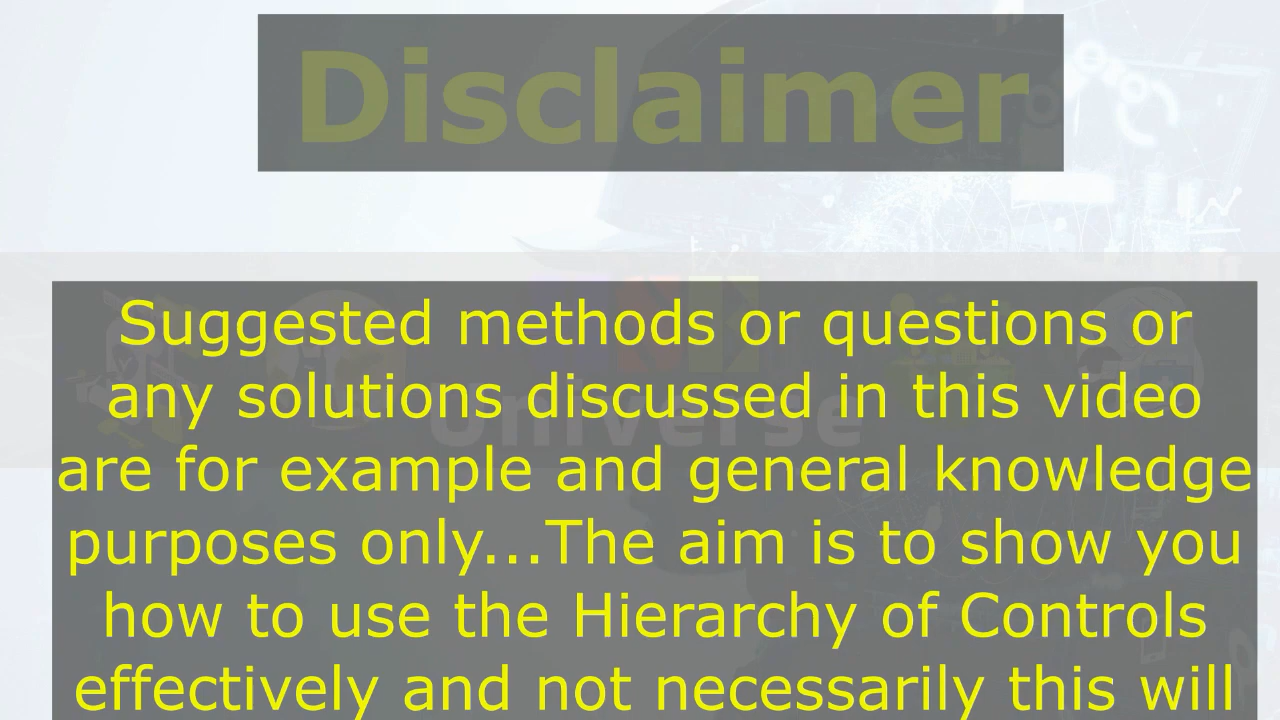 Disclaimer
Suggested methods or questions or
any solutions discussed in this video
are for example and general knowledge
purposes only...The aim is to show you
how to use the Hierarchy of Controls
effectively and not necessarily this will
Universe